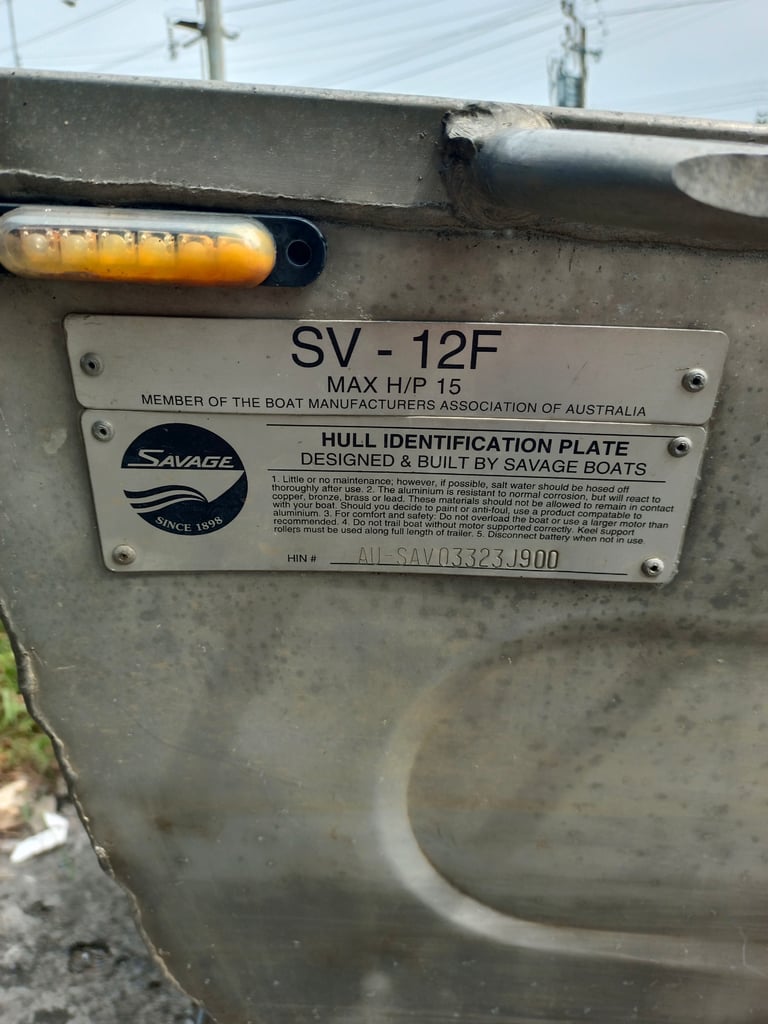 SV - 12F
MAX H/P 15
MEMBER OF THE BOAT MANUFACTURERS ASSOCIATION OF AUSTRALIA
SAVAGE
SINCE 1898
HULL IDENTIFICATION PLATE
DESIGNED & BUILT BY SAVAGE BOATS
1. Little or no maintenance; however, if possible, salt water should be hosed off
thoroughly after use. 2. The aluminium is resistant to normal corrosion, but will react to
copper, bronze, brass or lead. These materials should not be allowed to remain in contact
with your boat. Should you decide to paint or anti-foul, use a product compatable to
aluminium. 3. For comfort and safety: Do not overload the boat or use a larger motor than
recommended. 4. Do not trail boat without motor supported correctly. Keel support
rollers must be used along full length of trailer. 5. Disconnect battery when not in use.
HIN # AU-SAV03323J900